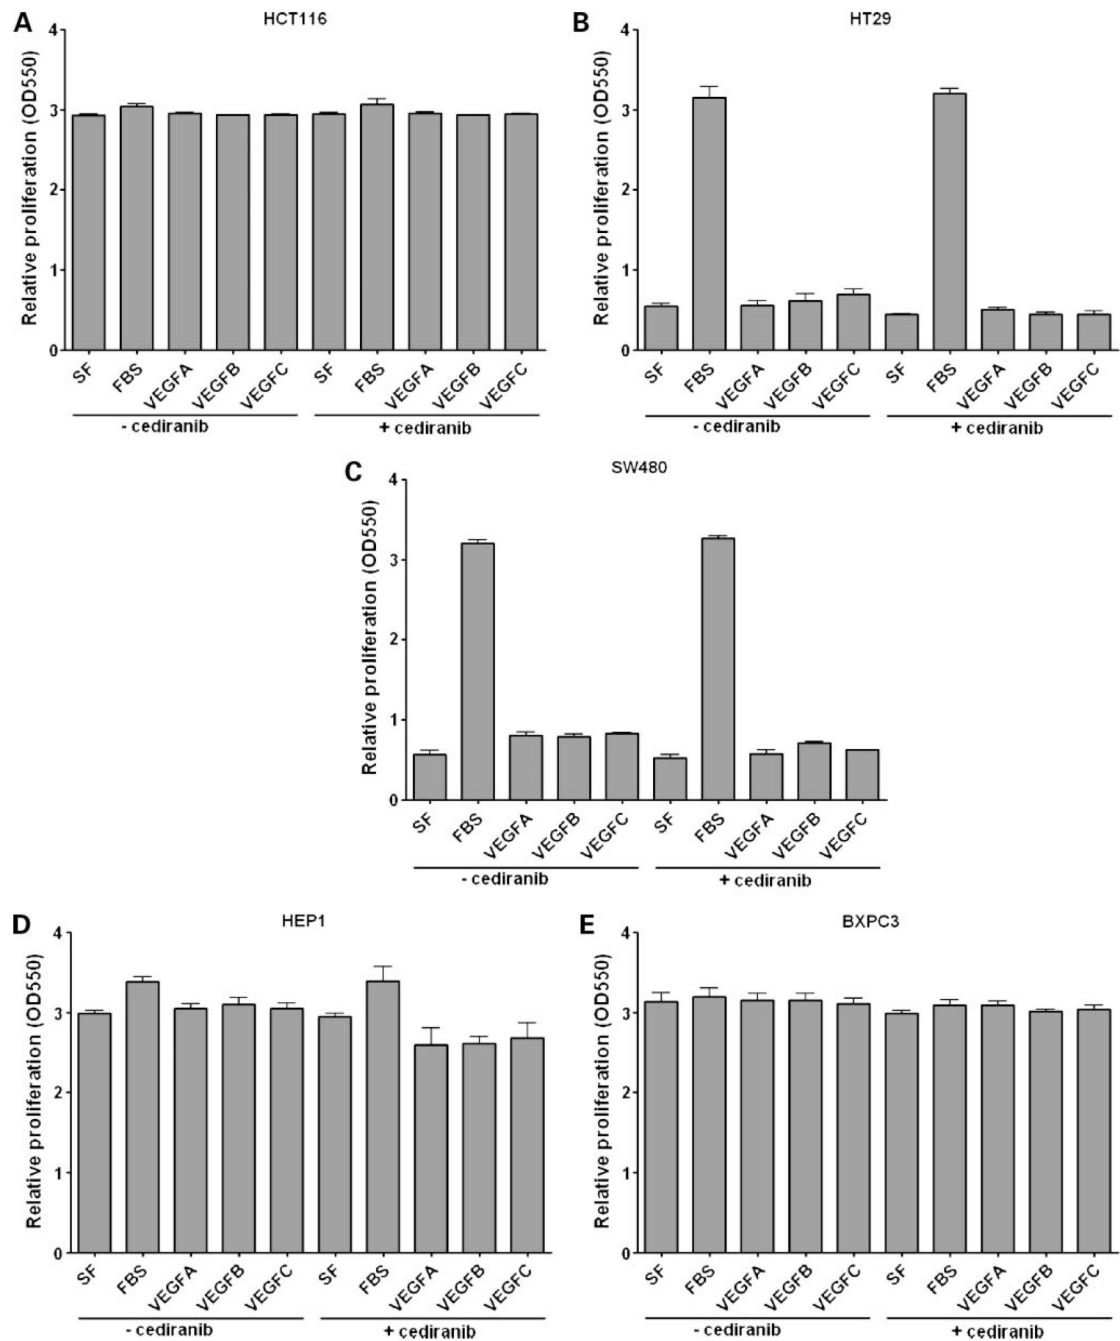 A
HCT116
Relative proliferation (OD550)
4
3
2
1
0
SF
FBS
VEGFA
VEGFB
VEGFC
SF
FBS
VEGFA
VEGFB
VEGFC
- cediranib
+ cediranib
B
HT29
Relative proliferation (OD550)
4
3
2
1
0
SF
FBS
VEGFA
VEGFB
VEGFC
SF
FBS
VEGFA
VEGFB
VEGFC
- cediranib
+ cediranib
C
SW480
Relative proliferation (OD550)
4
3
2
1
0
SF
FBS
VEGFA
VEGFB
VEGFC
SF
FBS
VEGFA
VEGFB
VEGFC
- cediranib
+ cediranib
D
HEP1
Relative proliferation (OD550)
4
3
2
1
0
SF
FBS
VEGFA
VEGFB
VEGFC
SF
FBS
VEGFA
VEGFB
VEGFC
- cediranib
+ cediranib
E
BXPC3
Relative proliferation (OD550)
4
3
2
1
0
SF
FBS
VEGFA
VEGFB
VEGFC
SF
FBS
VEGFA
VEGFB
VEGFC
- cediranib
+ cediranib